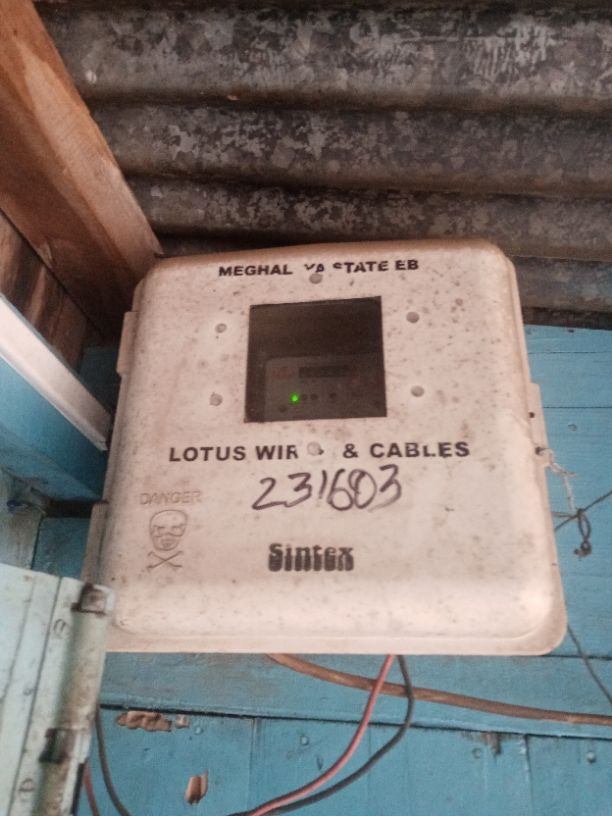 MEGHAL YA STATE EB
LOTUS WIR S & CABLES
231603
DANGER
Sintex